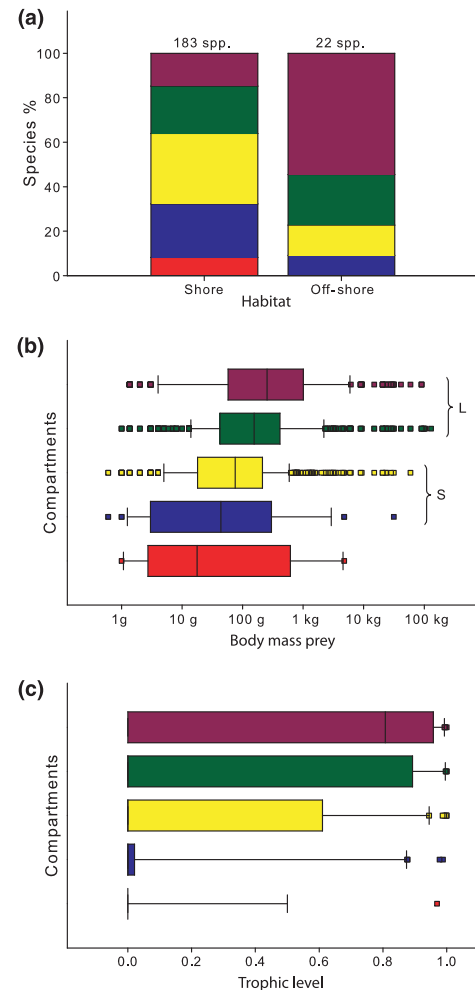 (a)
183 spp.
22 spp.
100
80
60
40
20
0
Species %
Shore
Off-shore
Habitat
(b)
Compartments
L
S
1g
10 g
100 g
1 kg
10 kg
100 kg
Body mass prey
(c)
Compartments
0.0
0.2
0.4
0.6
0.8
1.0
Trophic level